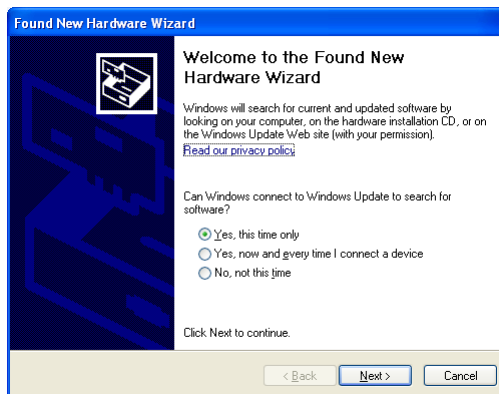 Found New Hardware Wizard
Welcome to the Found New
Hardware Wizard
Windows will search for current and updated software by
looking on your computer, on the hardware installation CD, or on
the Windows Update Web site (with your permission).
Read our privacy policy
Can Windows connect to Windows Update to search for
software?
Yes, this time only
Yes, now and every time I connect a device
No, not this time
Click Next to continue.
< Back Next > Cancel